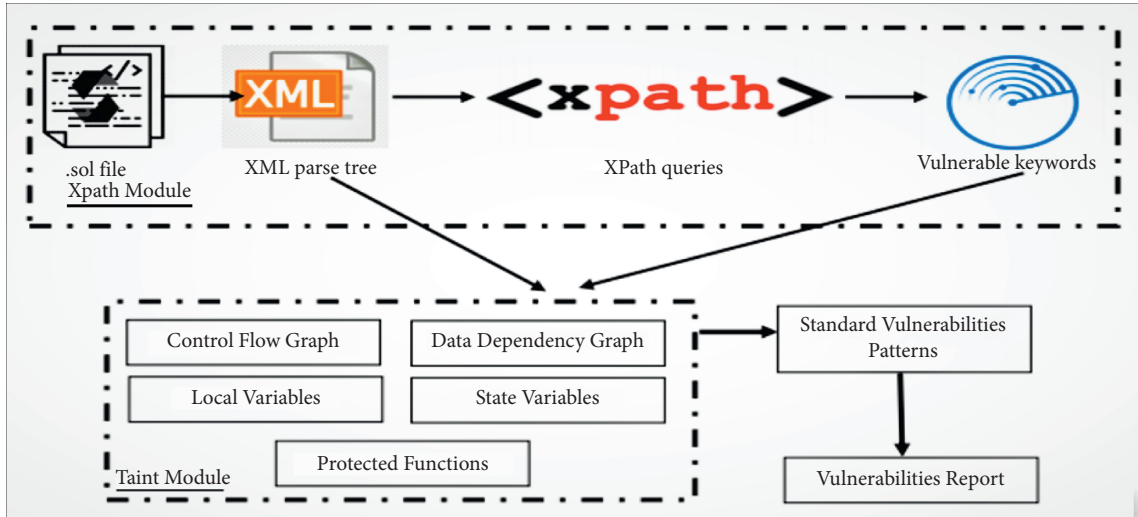 </>
XML
<xpath>
.sol file
XML parse tree
XPath queries
Vulnerable keywords
Xpath Module
Control Flow Graph
Data Dependency Graph
Local Variables
State Variables
Protected Functions
Taint Module
Standard Vulnerabilities
Patterns
Vulnerabilities Report